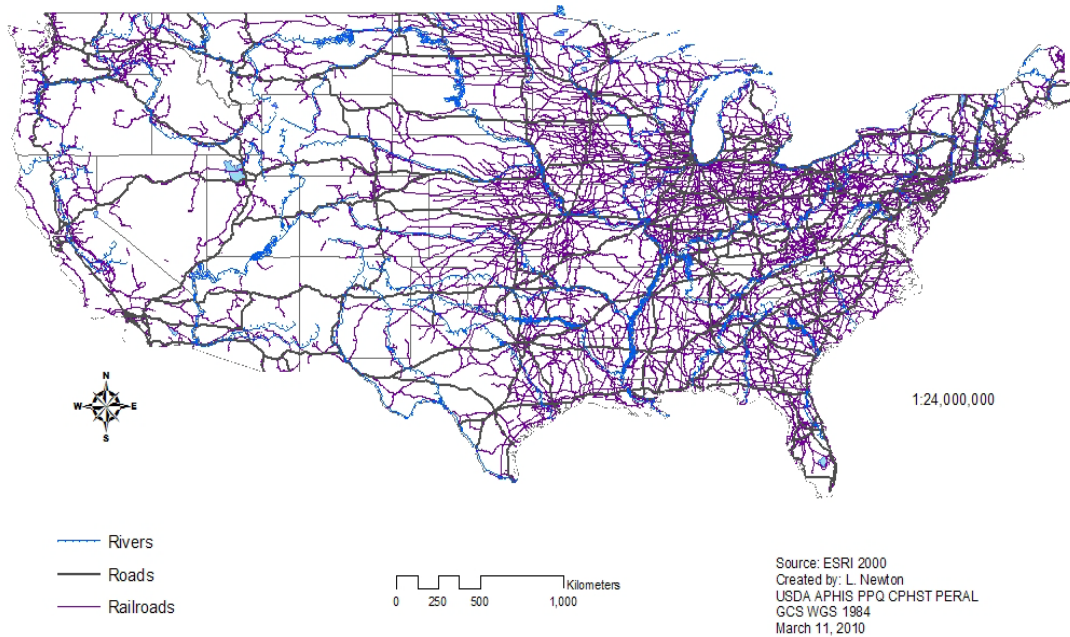 N
W E
S
1:24,000,000
Rivers
Roads
Railroads
Kilometers
0 250 500 1,000
Source: ESRI 2000
Created by: L. Newton
USDA APHIS PPQ CPHST PERAL
GCS WGS 1984
March 11, 2010